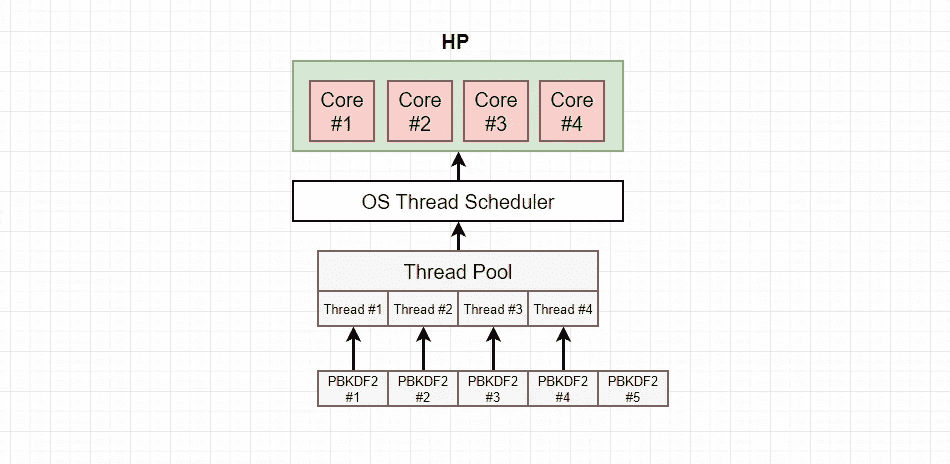 HP
Core
#1
Core
#2
Core
#3
Core
#4
OS Thread Scheduler
Thread Pool
Thread #1
Thread #2
Thread #3
Thread #4
PBKDF2
#1
PBKDF2
#2
PBKDF2
#3
PBKDF2
#4
PBKDF2
#5